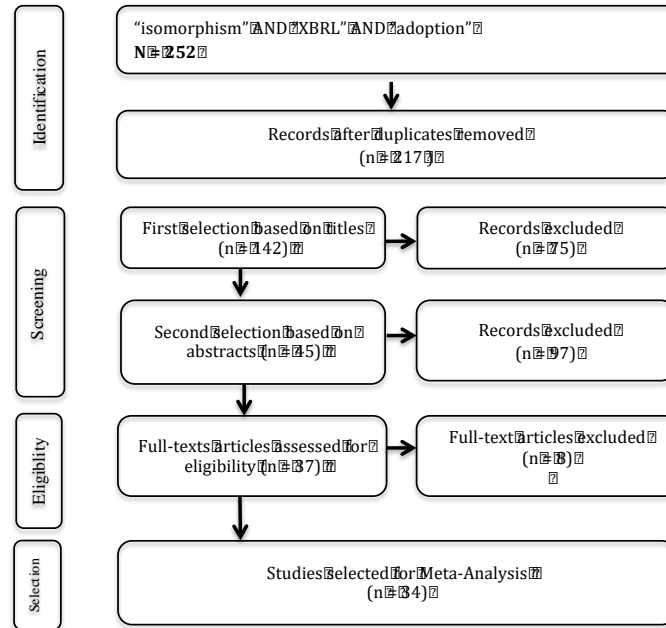 Identification
"isomorphism" AND "XBRL" AND "adoption"
N = 252
Records after duplicates removed
(n = 217 )
Screening
First selection based on titles
(n = 142)
Records excluded
(n = 75)
Second selection based on
abstracts (n = 45)
Records excluded
(n = 97)
Eligiblity
Full-texts articles assessed for
eligibility (n = 37)
Full-text articles excluded
(n = 8)
Selection
Studies selected for Meta-Analysis
(n = 34)